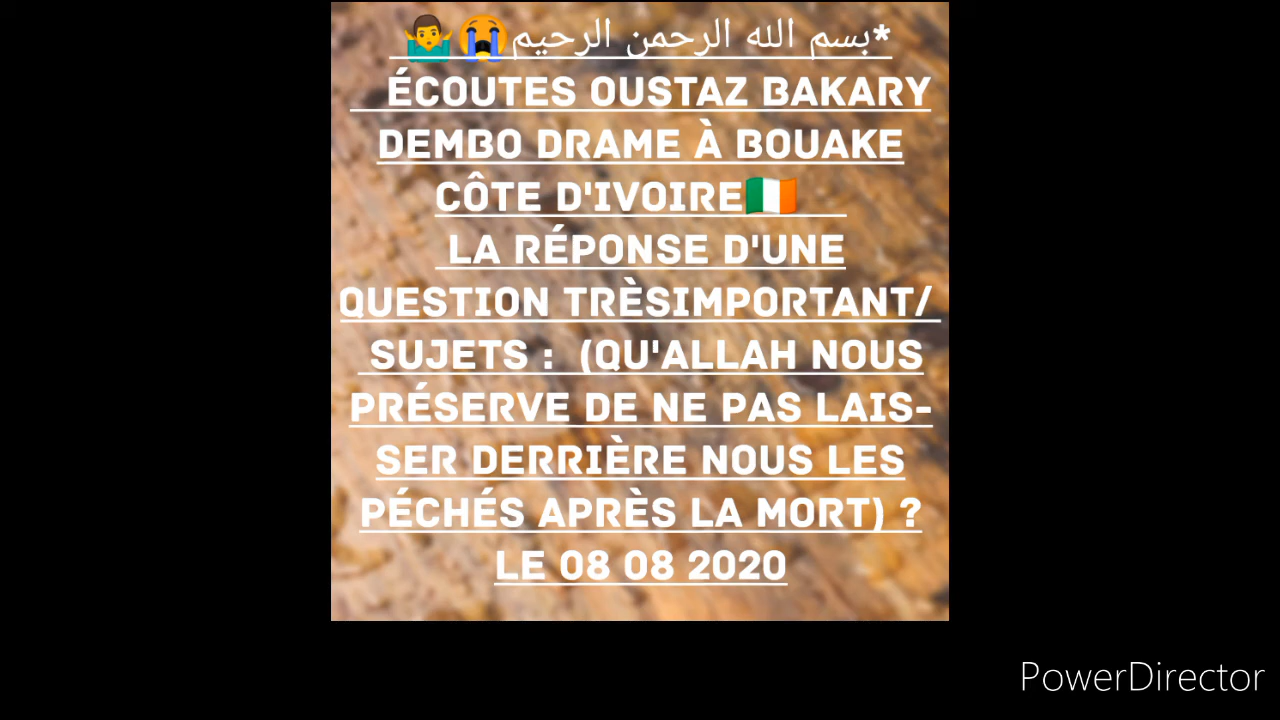 *بسم الله الرحمن الرحيم😭🤷‍♂️
ÉCOUTES OUSTAZ BAKARY
DEMBO DRAME À BOUAKE
CÔTE D'IVOIRE🇮🇪
LA RÉPONSE D'UNE
QUESTION TRÈSIMPORTANT/
SUJETS : (QU'ALLAH NOUS
PRÉSERVE DE NE PAS LAIS-
SER DERRIÈRE NOUS LES
PÉCHÉS APRÈS LA MORT) ?
LE 08 08 2020
PowerDirector